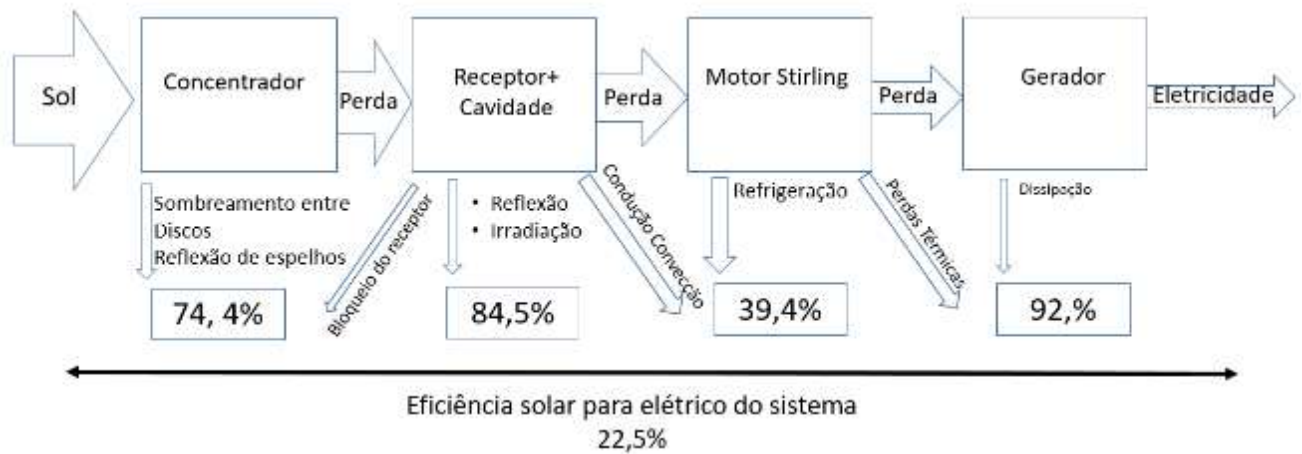 Sol
Concentrador
Perda
Receptor+
Cavidade
Perda
Motor Stirling
Perda
Gerador
Eletricidade
Sombreamento entre
Discos
Reflexão de espelhos
Bloqueio do receptor
• Reflexão
• Irradiação
Condução Convecção
Refrigeração
Perdas Térmicas
Dissipação
74, 4%
84,5%
39,4%
92,%
Eficiência solar para elétrico do sistema
22,5%